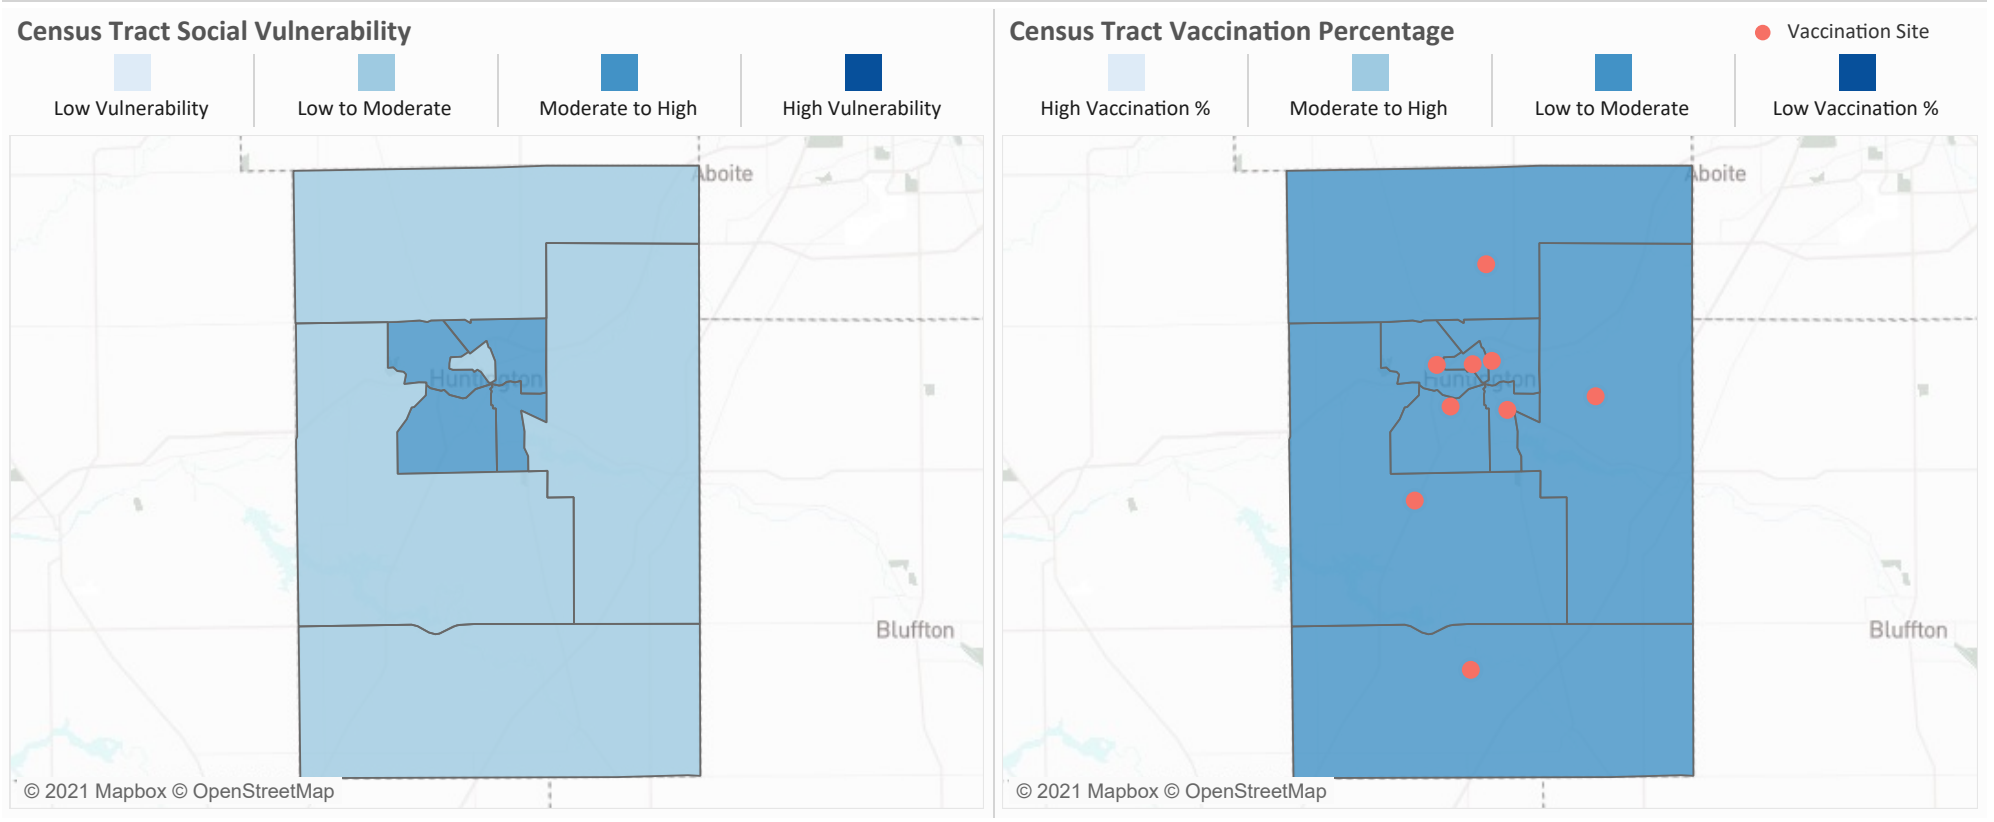 Census Tract Social Vulnerability
Low Vulnerability
Low to Moderate
Moderate to High
High Vulnerability
Aboite
Huntington
Bluffton
© 2021 Mapbox © OpenStreetMap
Census Tract Vaccination Percentage
Vaccination Site
High Vaccination %
Moderate to High
Low to Moderate
Low Vaccination %
Aboite
Huntington
Bluffton
© 2021 Mapbox © OpenStreetMap